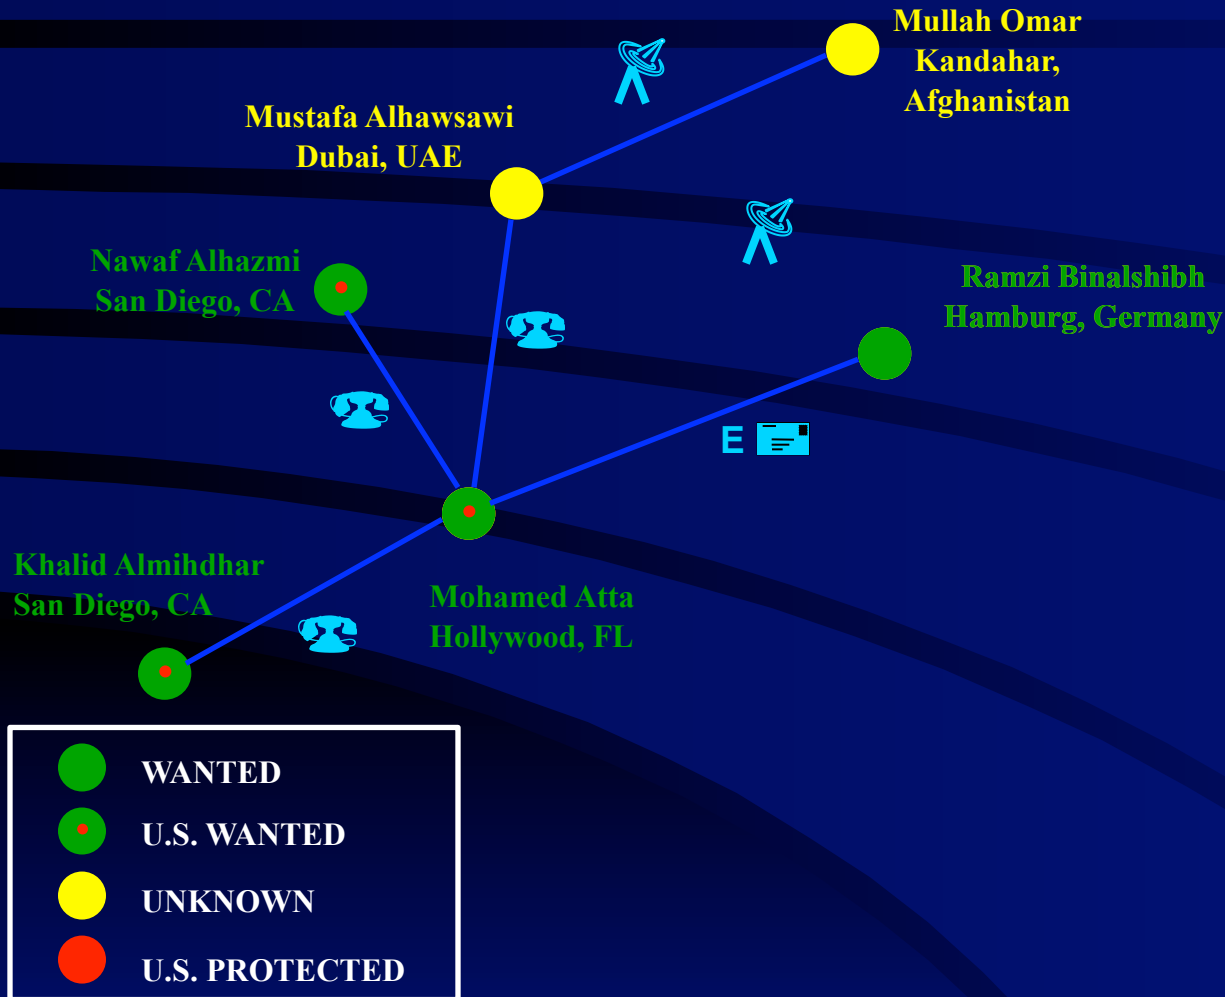 Mullah Omar
Kandahar,
Afghanistan
Mustafa Alhawsawi
Dubai, UAE
Nawaf Alhazmi
San Diego, CA
Ramzi Binalshibh
Hamburg, Germany
E
Khalid Almihdhar
San Diego, CA
Mohamed Atta
Hollywood, FL
WANTED
U.S. WANTED
UNKNOWN
U.S. PROTECTED